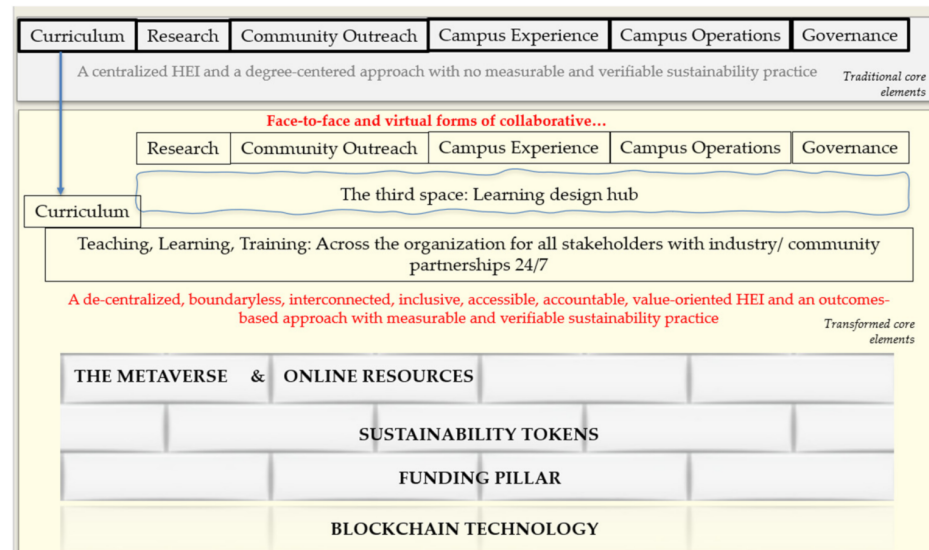 Curriculum Research Community Outreach Campus Experience Campus Operations Governance
A centralized HEI and a degree-centered approach with no measurable and verifiable sustainability practice
Traditional core
elements
Face-to-face and virtual forms of collaborative…
Research Community Outreach Campus Experience Campus Operations Governance
The third space: Learning design hub
Curriculum
Teaching, Learning, Training: Across the organization for all stakeholders with industry/ community
partnerships 24/7
A de-centralized, boundaryless, interconnected, inclusive, accessible, accountable, value-oriented HEI and an outcomes-
based approach with measurable and verifiable sustainability practice
Transformed core
elements
THE METAVERSE & ONLINE RESOURCES
SUSTAINABILITY TOKENS
FUNDING PILLAR
BLOCKCHAIN TECHNOLOGY